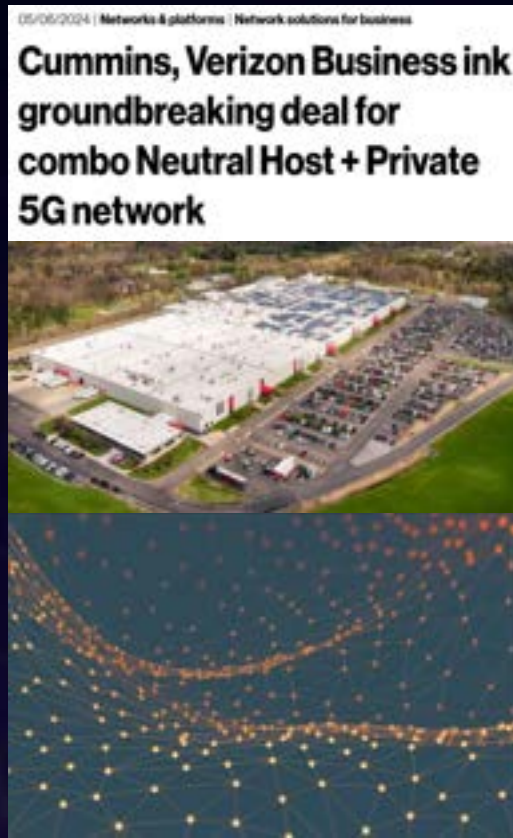 05/06/2024 | Networks & platforms | Network solutions for business
Cummins, Verizon Business ink
groundbreaking deal for
combo Neutral Host + Private
5G network